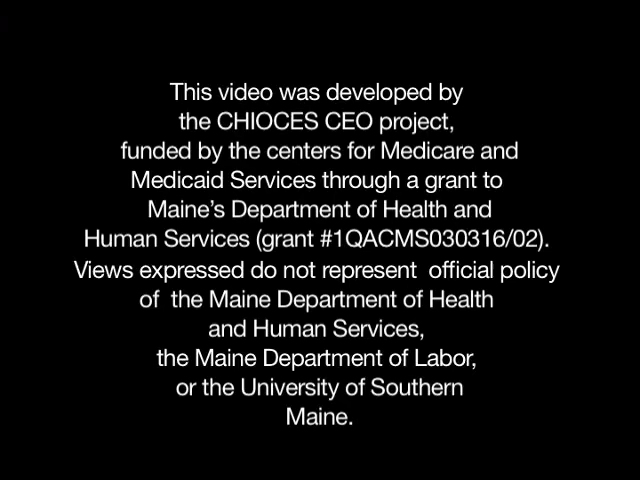 This video was developed by
the CHIOCES CEO project,
funded by the centers for Medicare and
Medicaid Services through a grant to
Maine's Department of Health and
Human Services (grant #1QACMS030316/02).
Views expressed do not represent  official policy
of  the Maine Department of Health
and Human Services,
the Maine Department of Labor,
or the University of Southern
Maine.